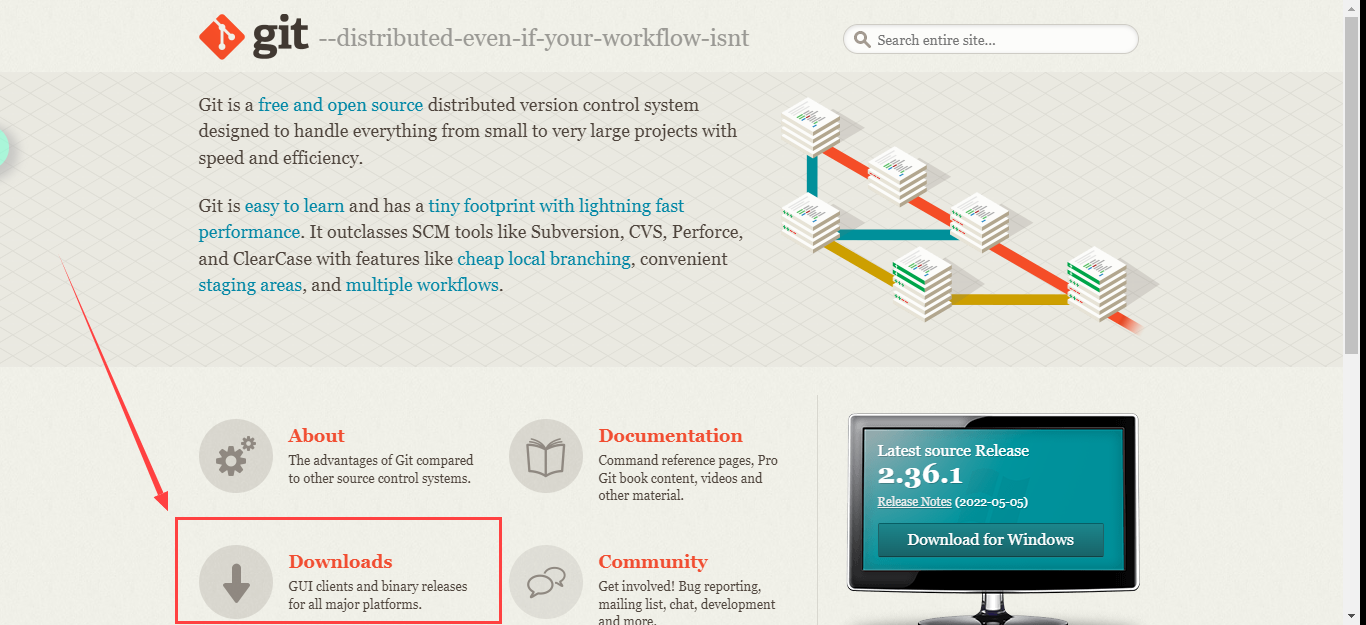 git --distributed-even-if-your-workflow-isnt
Search entire site...
Git is a free and open source distributed version control system
designed to handle everything from small to very large projects with
speed and efficiency.
Git is easy to learn and has a tiny footprint with lightning fast
performance. It outclasses SCM tools like Subversion, CVS, Perforce,
and ClearCase with features like cheap local branching, convenient
staging areas, and multiple workflows.
About
The advantages of Git compared
to other source control systems.
Documentation
Command reference pages, Pro
Git book content, videos and
other material.
Downloads
GUI clients and binary releases
for all major platforms.
Community
Get involved! Bug reporting,
mailing list, chat, development
and more.
Latest source Release
2.36.1
Release Notes (2022-05-05)
Download for Windows